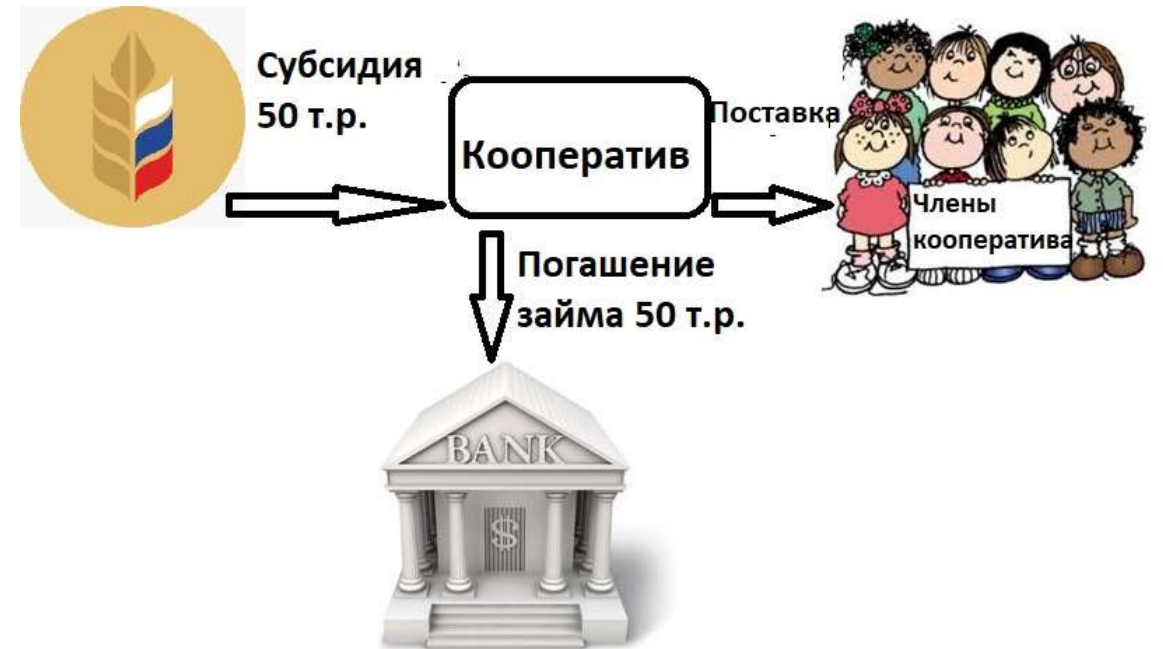 Субсидия
50 т.р.
Кооператив
Поставка
Члены
кооператива
Погашение
займа 50 т.р.
BANK
$